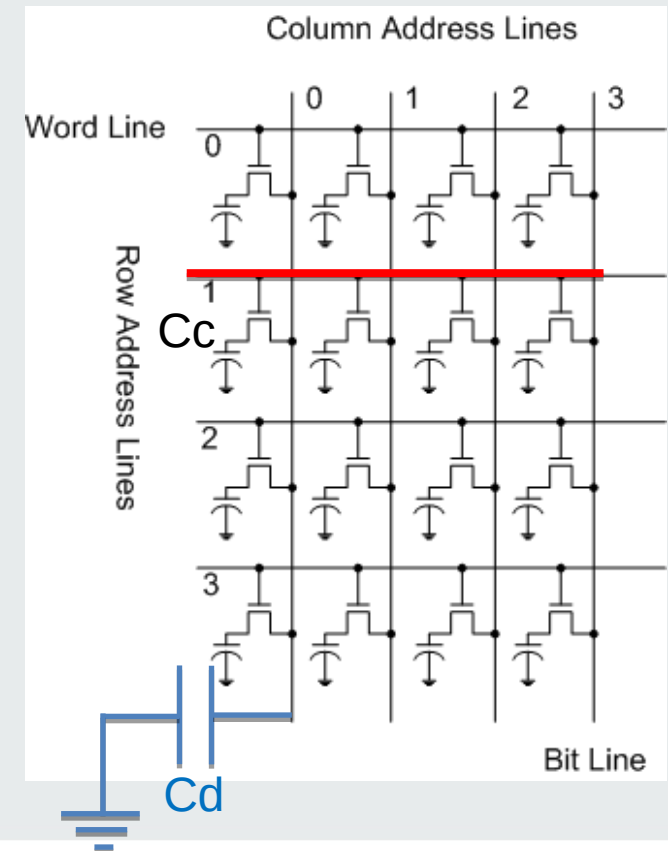 Column Address Lines
0 1 2 3
Word Line
0
Row Address Lines
1
Cc
2
3
Bit Line
Cd